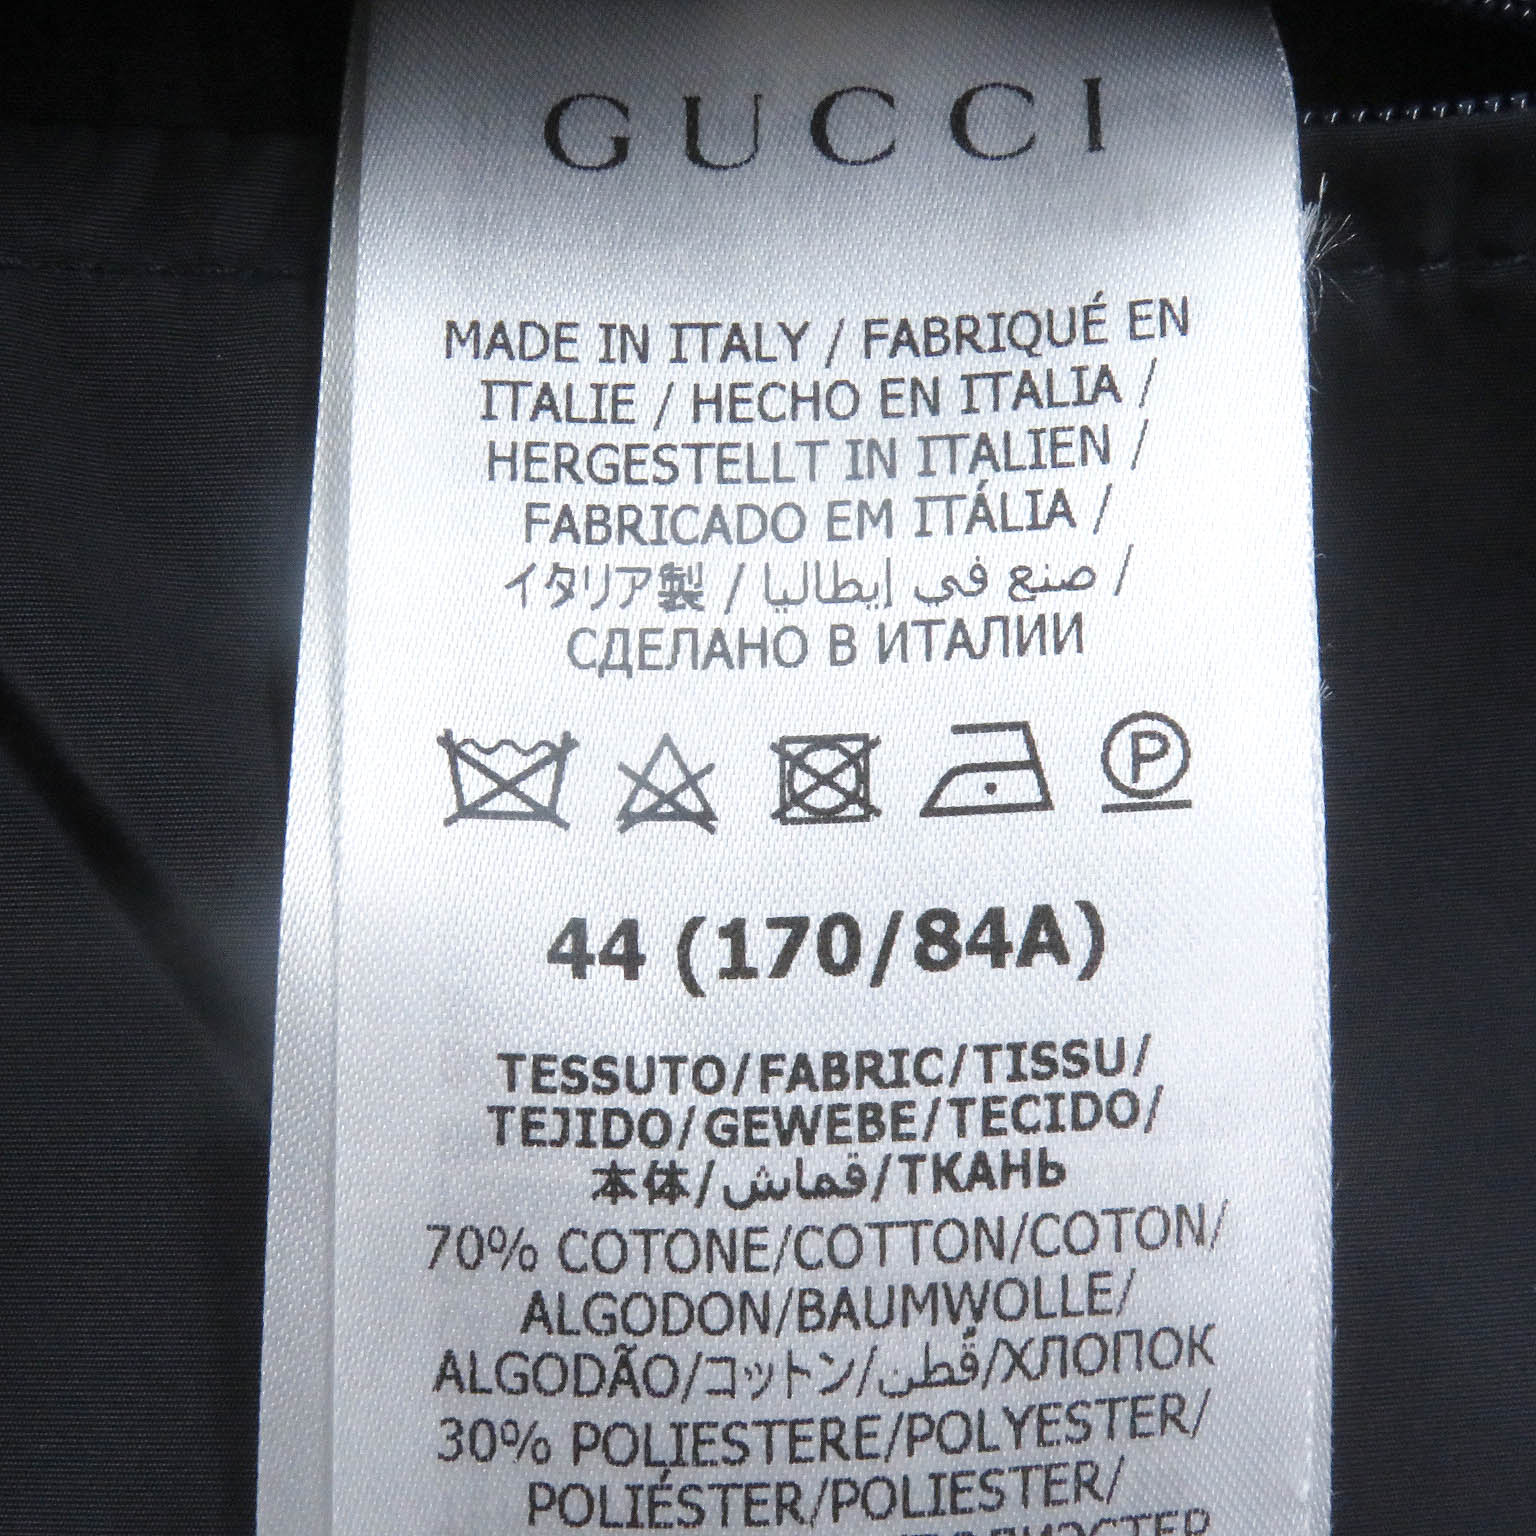 GUCCI
MADE IN ITALY / FABRIQUÉ EN
ITALIE / HECHO EN ITALIA /
HERGESTELLT IN ITALIEN /
FABRICADO EM ITÁLIA /
イタリア製 / صنع في إيطاليا /
СДЕЛАНО В ИТАЛИИ
P
44 (170/84A)
TESSUTO/FABRIC/TISSU/
TEJIDO/GEWEBE/TECIDO/
本体/قماش/ТКАНЬ
70% COTONE/COTTON/COTON/
ALGODON/BAUMWOLLE/
ALGODÃO/コットン/قُطن/ХЛОПОК
30% POLIESTERE/POLYESTER/
POLIÉSTER/POLIESTER/